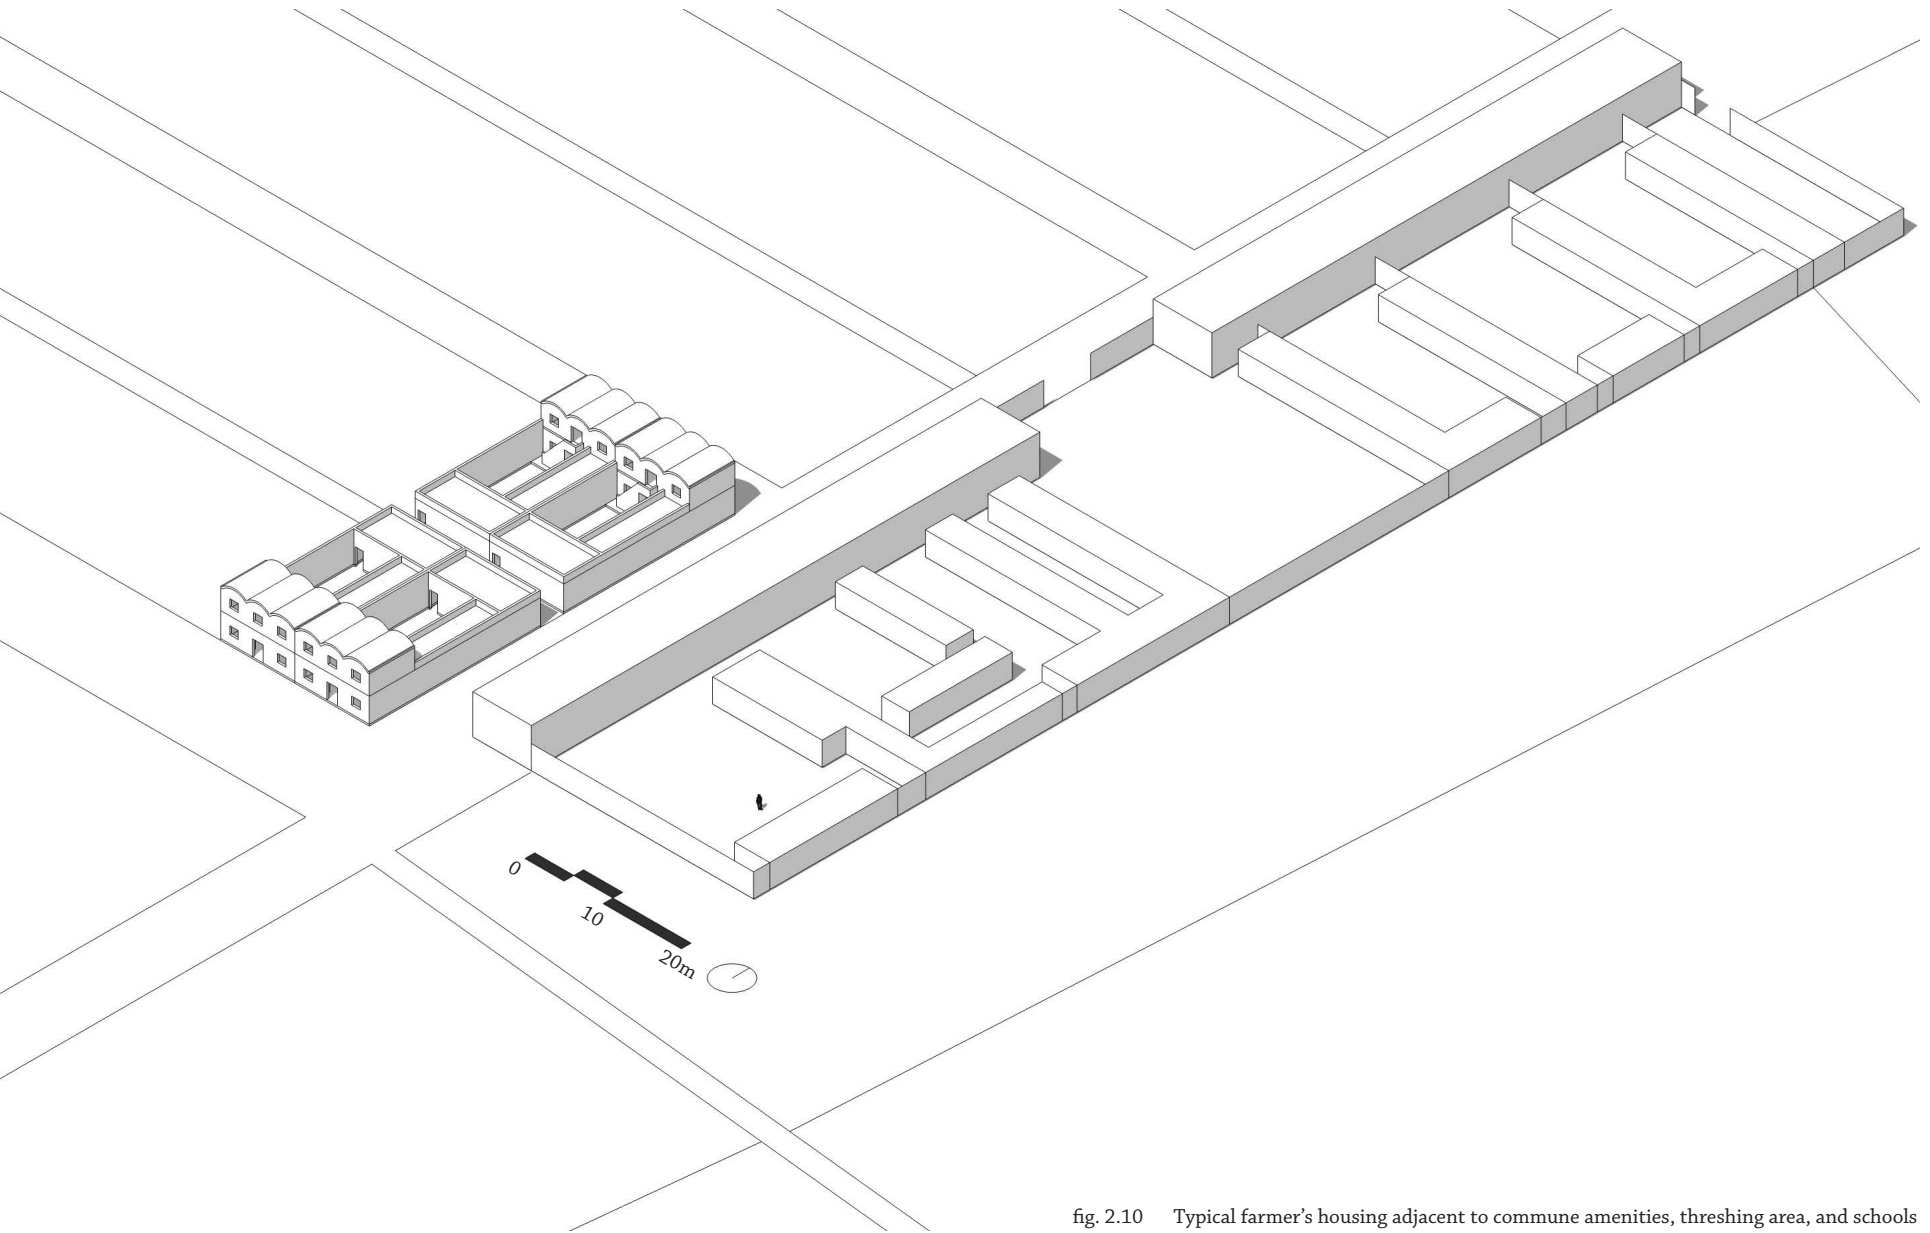 0
10
20m
fig. 2.10 Typical farmer’s housing adjacent to commune amenities, threshing area, and schools